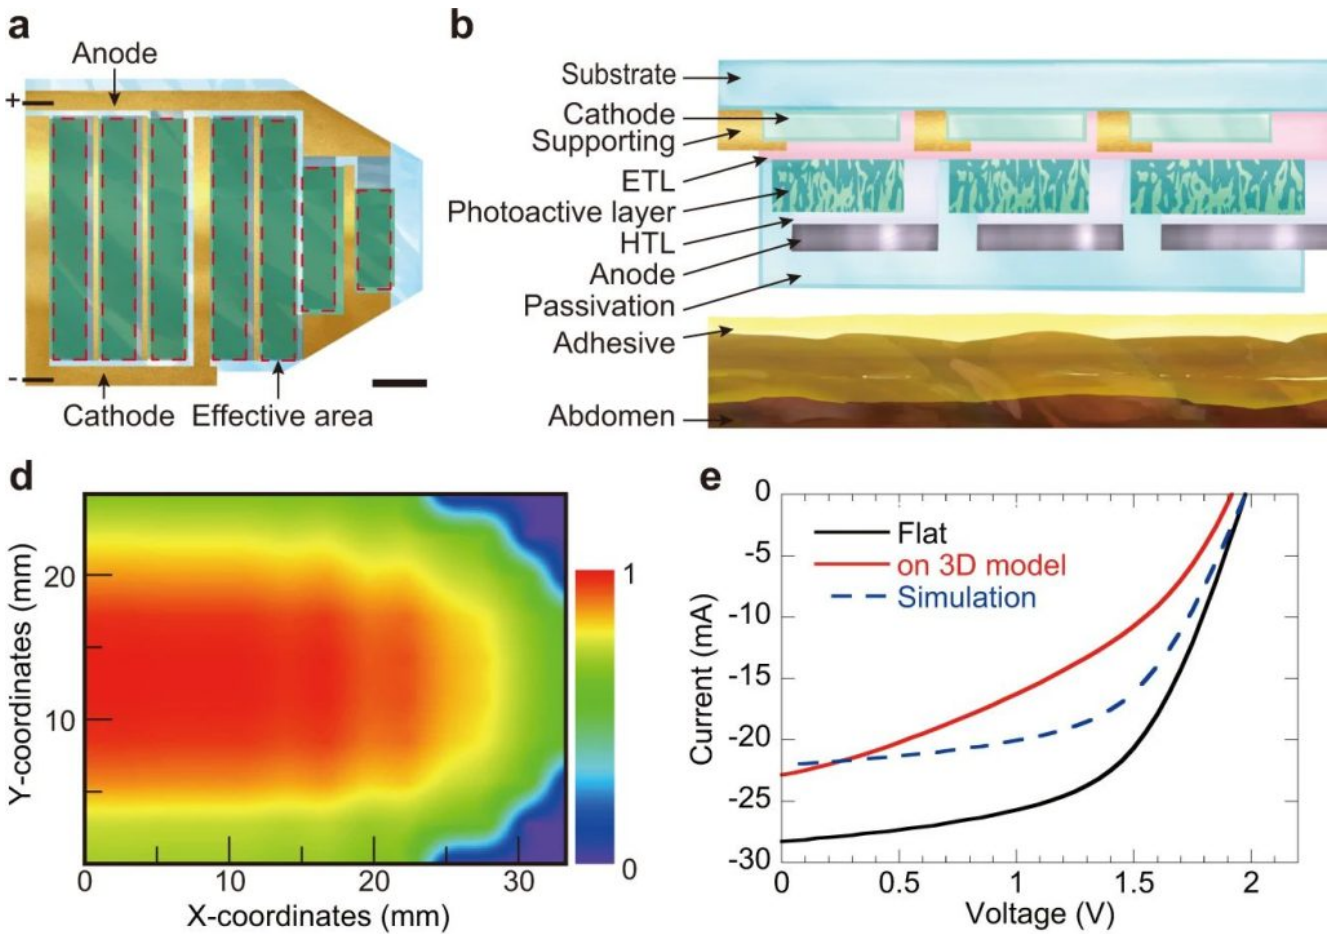 a
Anode
+
-
Cathode
Effective area
b
Substrate
Cathode
Supporting
ETL
Photoactive layer
HTL
Anode
Passivation
Adhesive
Abdomen
d
Y-coordinates (mm)
20
10
0 10 20 30
X-coordinates (mm)
1
0
e
Current (mA)
0
-5
-10
-15
-20
-25
-30
Flat
on 3D model
Simulation
0 0.5 1 1.5 2
Voltage (V)